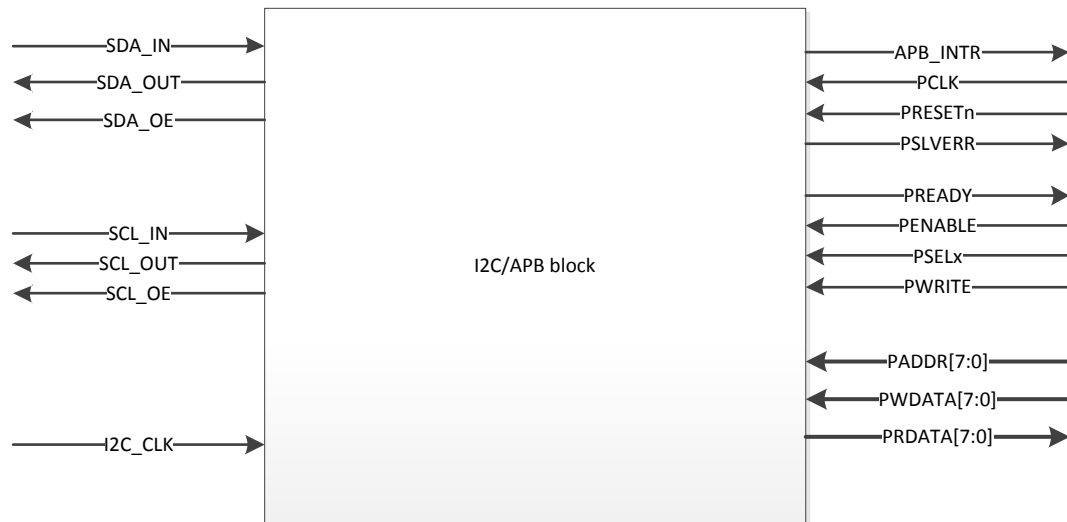 SDA_IN
SDA_OUT
SDA_OE
SCL_IN
SCL_OUT
SCL_OE
I2C_CLK
I2C/APB block
APB_INTR
PCLK
PRESETn
PSLVERR
PREADY
PENABLE
PSELx
PWRITE
PADDR[7:0]
PWDATA[7:0]
PRDATA[7:0]